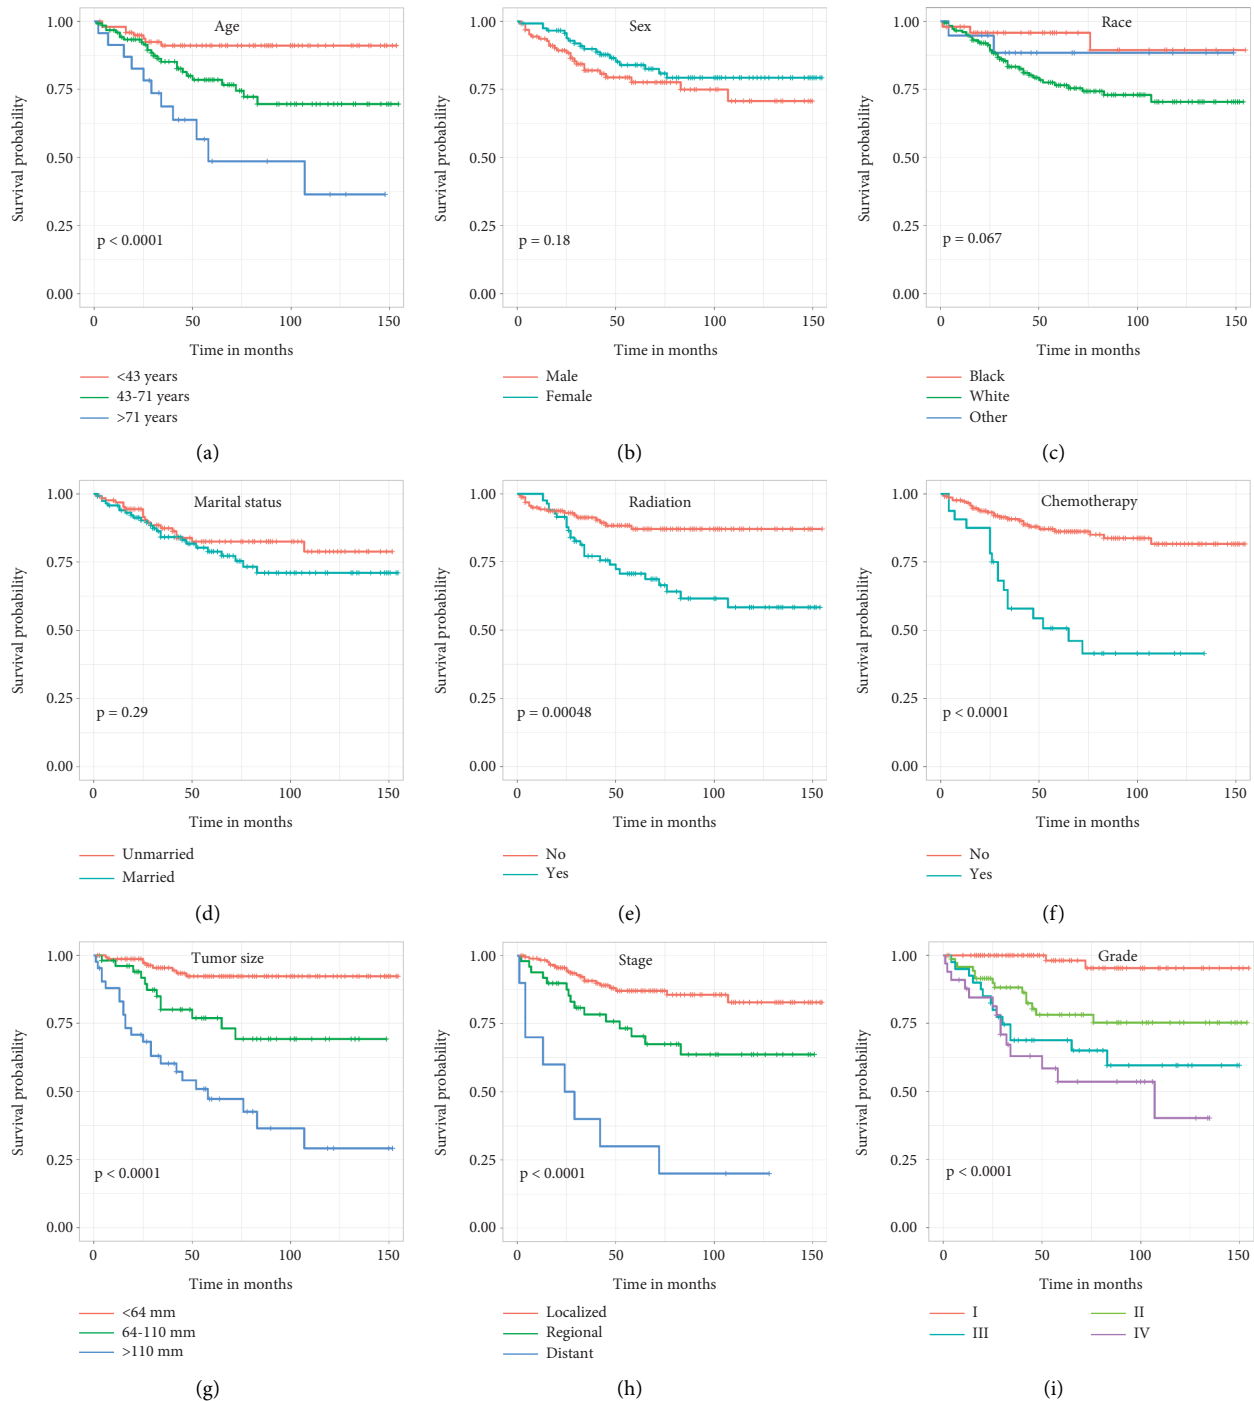 Age
Survival probability
1.00
0.75
0.50
0.25
0.00
p < 0.0001
0 50 100 150
Time in months
<43 years
43-71 years
>71 years
(a)
Sex
Survival probability
1.00
0.75
0.50
0.25
0.00
p = 0.18
0 50 100 150
Time in months
Male
Female
(b)
Race
Survival probability
1.00
0.75
0.50
0.25
0.00
p = 0.067
0 50 100 150
Time in months
Black
White
Other
(c)
Marital status
Survival probability
1.00
0.75
0.50
0.25
0.00
p = 0.29
0 50 100 150
Time in months
Unmarried
Married
(d)
Radiation
Survival probability
1.00
0.75
0.50
0.25
0.00
p = 0.00048
0 50 100 150
Time in months
No
Yes
(e)
Chemotherapy
Survival probability
1.00
0.75
0.50
0.25
0.00
p < 0.0001
0 50 100 150
Time in months
No
Yes
(f)
Tumor size
Survival probability
1.00
0.75
0.50
0.25
0.00
p < 0.0001
0 50 100 150
Time in months
<64 mm
64-110 mm
>110 mm
(g)
Stage
Survival probability
1.00
0.75
0.50
0.25
0.00
p < 0.0001
0 50 100 150
Time in months
Localized
Regional
Distant
(h)
Grade
Survival probability
1.00
0.75
0.50
0.25
0.00
p < 0.0001
0 50 100 150
Time in months
I II
III IV
(i)